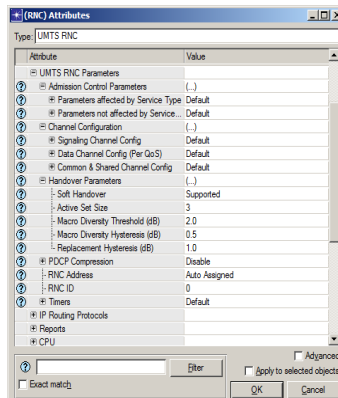 (RNC) Attributes
Type: UMTS RNC
Attribute Value
UMTS RNC Parameters
Admission Control Parameters (...)
Parameters affected by Service Type Default
Parameters not affected by Service... Default
Channel Configuration (...)
Signaling Channel Config Default
Data Channel Config (Per QoS) Default
Common & Shared Channel Config Default
Handover Parameters (...)
Soft Handover Supported
Active Set Size 3
Macro Diversity Threshold (dB) 2.0
Macro Diversity Hysteresis (dB) 0.5
Replacement Hysteresis (dB) 1.0
PDCP Compression Disable
RNC Address Auto Assigned
RNC ID 0
Timers Default
IP Routing Protocols
Reports
CPU
Advanced
Filter Apply to selected objects
Exact match
OK Cancel